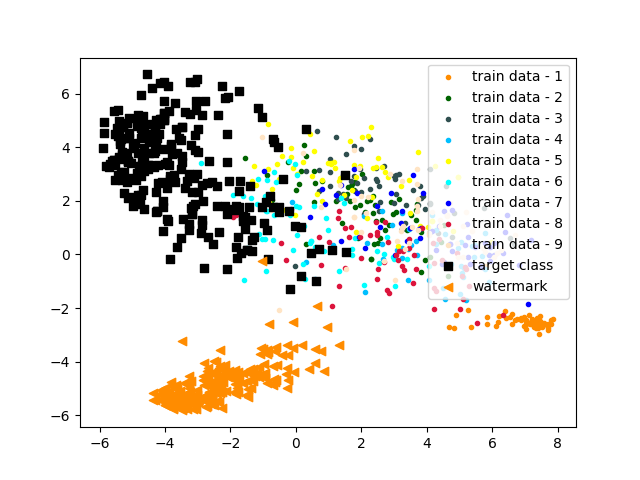 6
4
2
0
−2
−4
−6
−6
−4
−2
0
2
4
6
8
train data - 1
train data - 2
train data - 3
train data - 4
train data - 5
train data - 6
train data - 7
train data - 8
train data - 9
target class
watermark